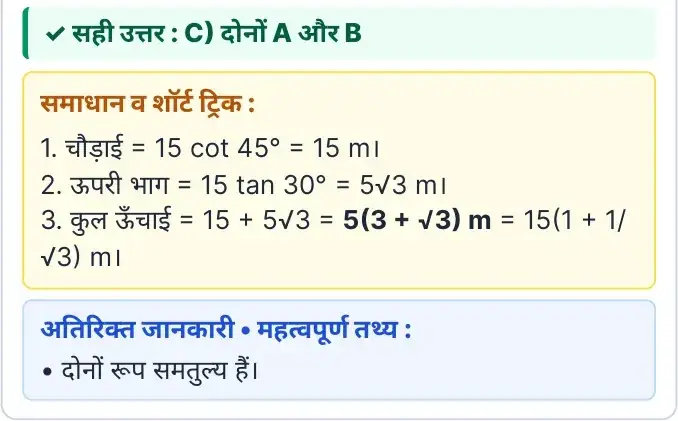 ✓ सही उत्तर : C) दोनों A और B
समाधान व शॉर्ट ट्रिक :
1. चौड़ाई = 15 cot 45° = 15 m।
2. ऊपरी भाग = 15 tan 30° = 5√3 m।
3. कुल ऊँचाई = 15 + 5√3 = 5(3 + √3) m = 15(1 + 1/
√3) m।
अतिरिक्त जानकारी • महत्वपूर्ण तथ्य :
• दोनों रूप समतुल्य हैं।